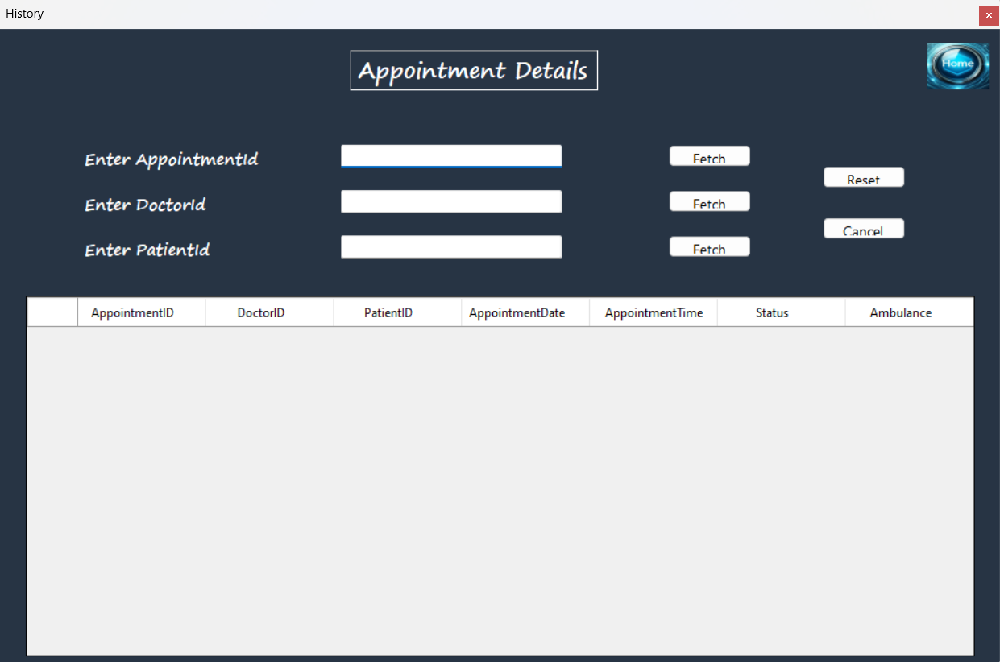 History
Appointment Details
Home
Enter AppointmentId
Fetch
Reset
Enter DoctorId
Fetch
Cancel
Enter PatientId
Fetch
AppointmentID DoctorID PatientID AppointmentDate AppointmentTime Status Ambulance